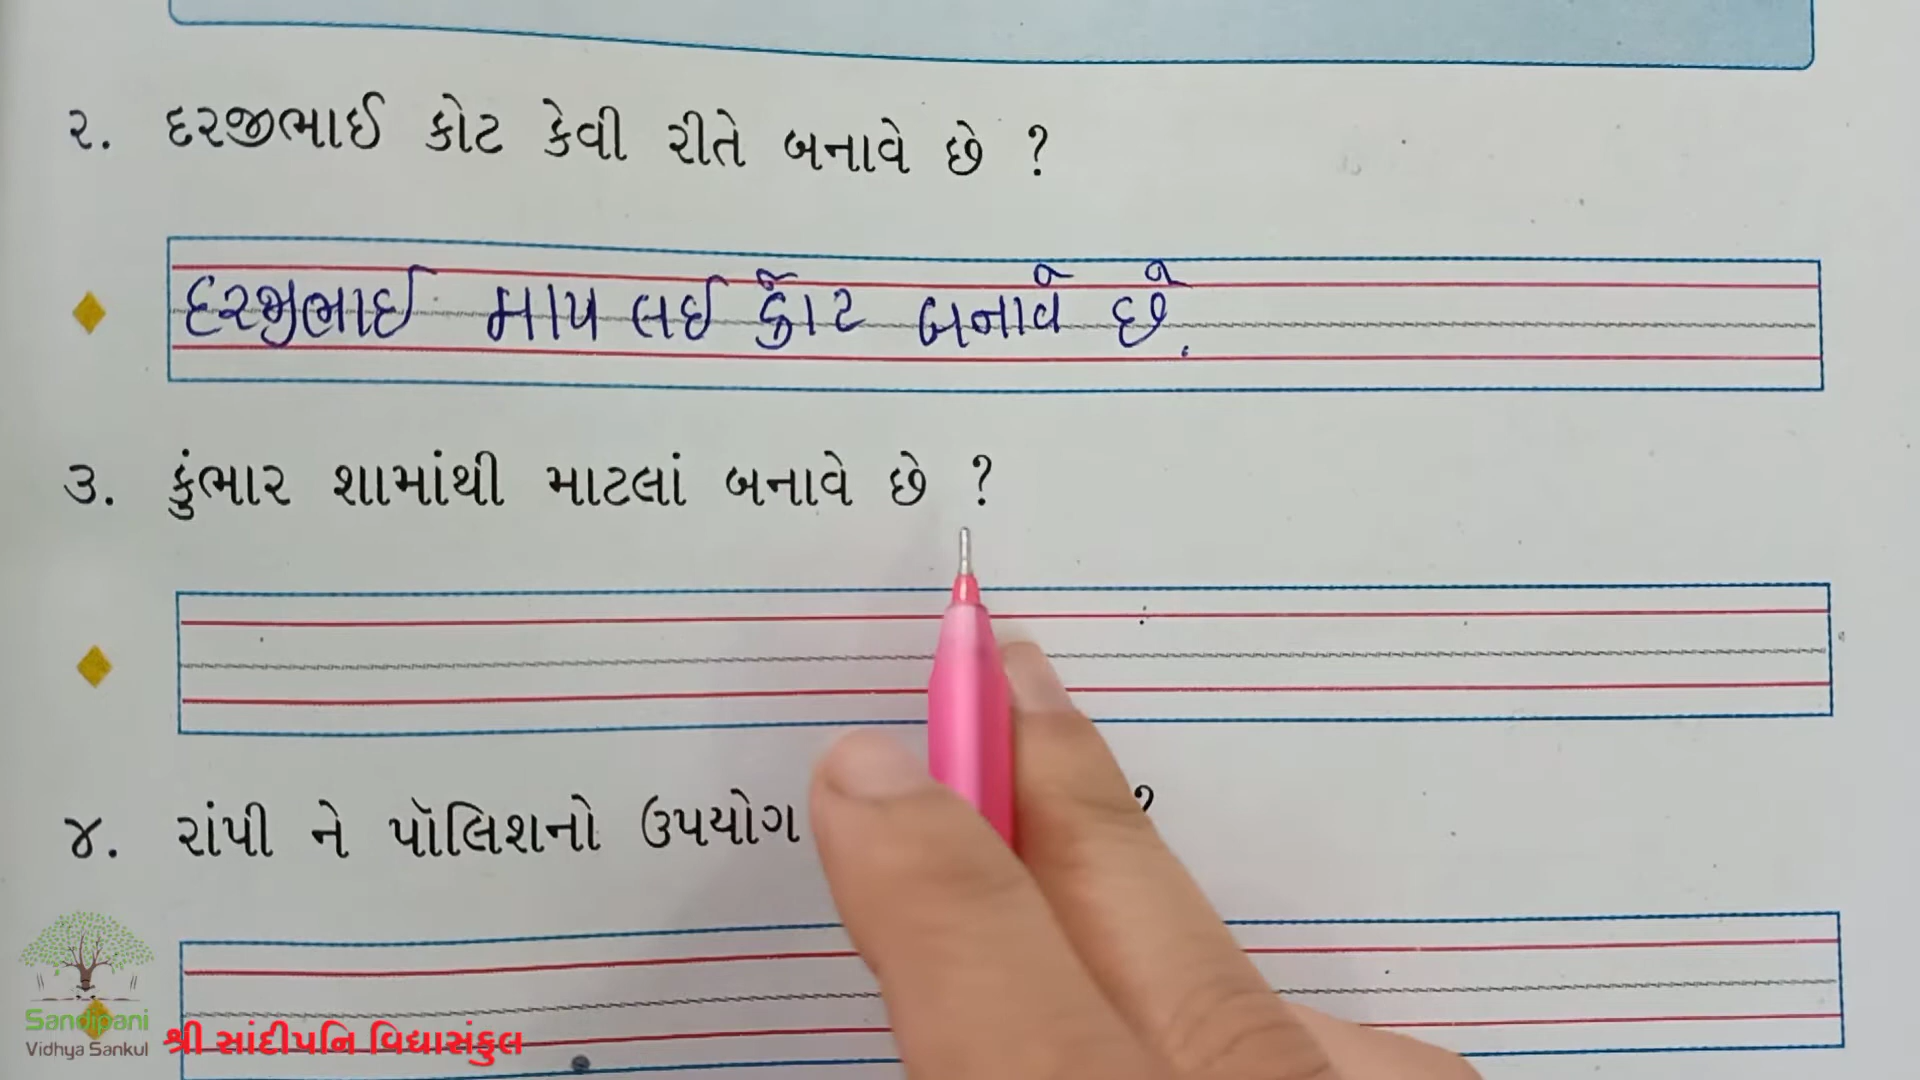 ૨. દરજીભાઈ કોટ કેવી રીતે બનાવે છે ?
દરજીભાઈ માપ લઈ કોટ બનાવે છે.
૩. કુંભાર શામાંથી માટલાં બનાવે છે ?
૪. રાંપી ને પૉલિશનો ઉપયોગ ?
Sandipani
Vidhya Sankul
શ્રી સાંદીપનિ વિદ્યાસંકુલ